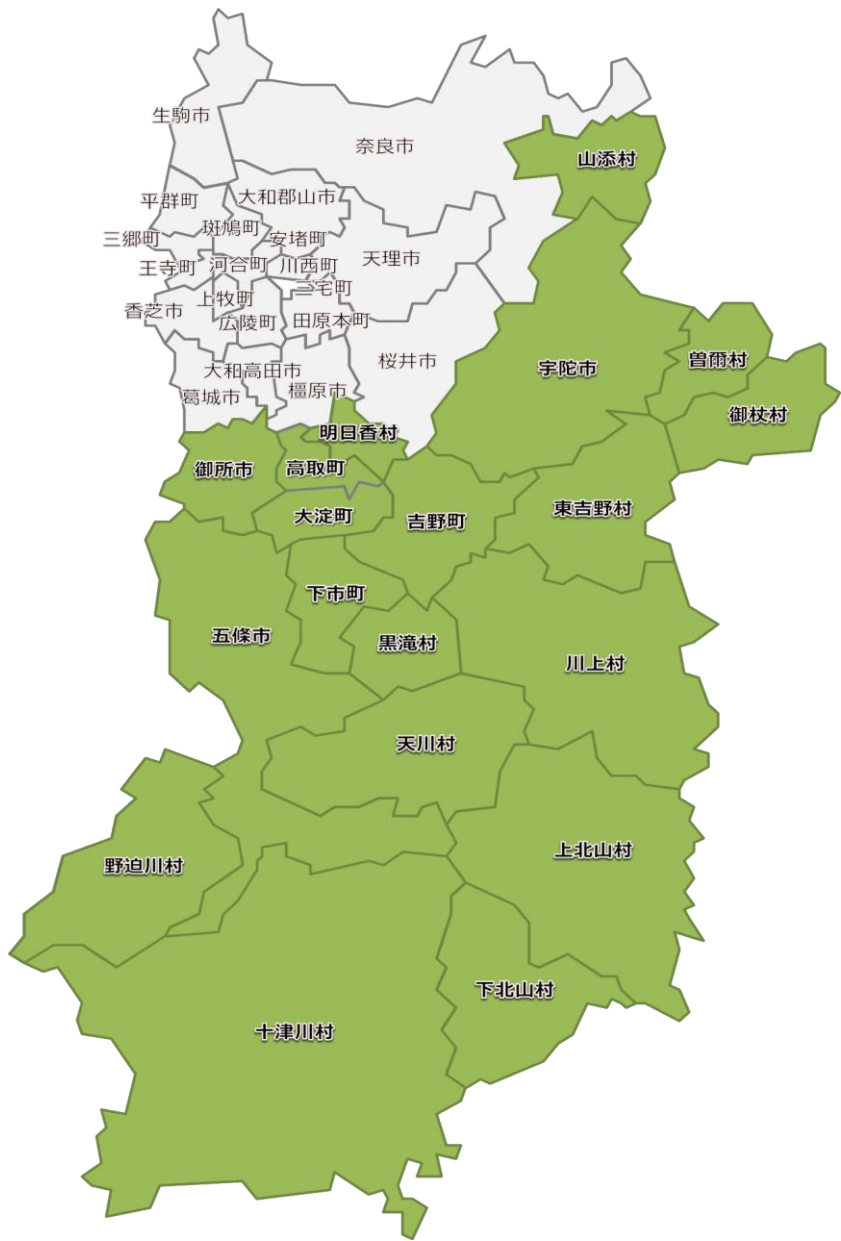 生駒市
奈良市
山添村
平群町
大和郡山市
斑鳩町
三郷町
安堵町
天理市
王寺町
河合町
川西町
三宅町
上牧町
香芝市
広陵町
田原本町
桜井市
曽爾村
宇陀市
大和高田市
橿原市
葛城市
御杖村
明日香村
御所市
高取町
大淀町
吉野町
東吉野村
下市町
五條市
黒滝村
川上村
天川村
上北山村
野迫川村
下北山村
十津川村